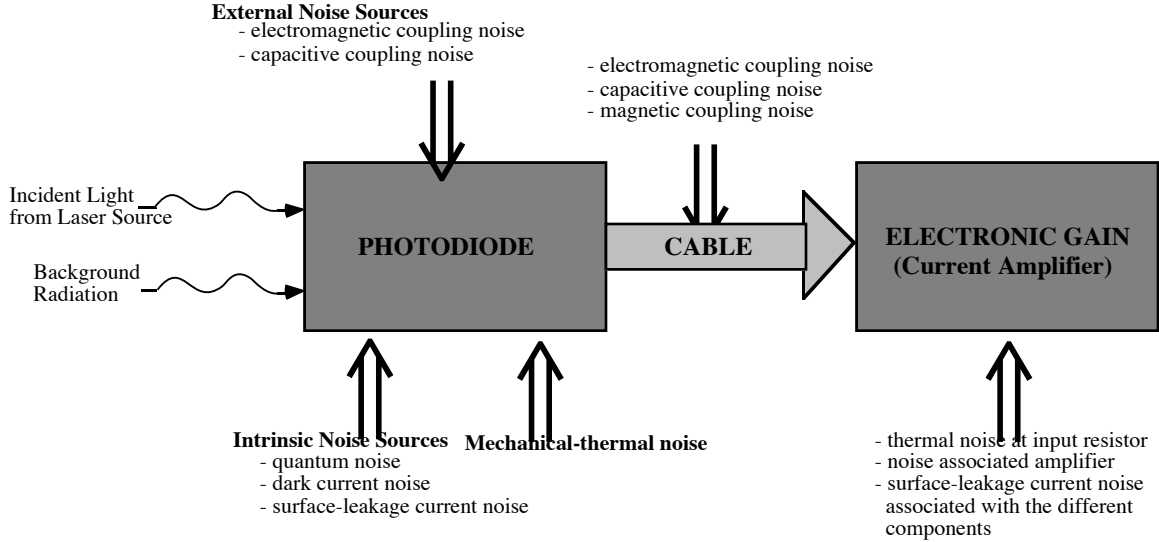 External Noise Sources
- electromagnetic coupling noise
- capacitive coupling noise
- electromagnetic coupling noise
- capacitive coupling noise
- magnetic coupling noise
Incident Light
from Laser Source
Background
Radiation
PHOTODIODE
CABLE
ELECTRONIC GAIN
(Current Amplifier)
Intrinsic Noise Sources
- quantum noise
- dark current noise
- surface-leakage current noise
Mechanical-thermal noise
- thermal noise at input resistor
- noise associated amplifier
- surface-leakage current noise
associated with the different
components